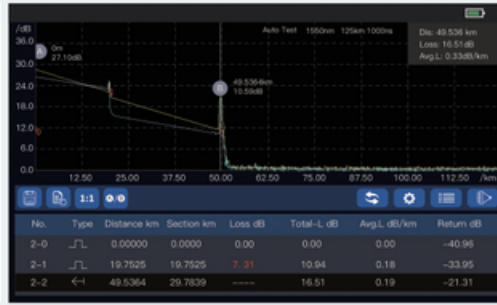 /dB
Auto Test 1550nm 125km 1000ns
Dis: 49.536 km
Loss: 16.51dB
Avg.L: 0.33dB/km
36.0
A 0m
27.10dB
30.0
24.0
B 49.5364km
10.59dB
18.0
12.0
6.0
0.0
12.50 25.00 37.50 50.00 62.50 75.00 87.50 100.00 112.50 /km
1:1
No. Type Distance km Section km Loss dB Total-L dB Avg.L dB/km Return dB
2-0 0.00000 0.0000 0.00 0.00 0.00 -40.96
2-1 19.7525 19.7525 7.31 10.94 0.18 -33.95
2-2 49.5364 29.7839 ---- 16.51 0.19 -21.31